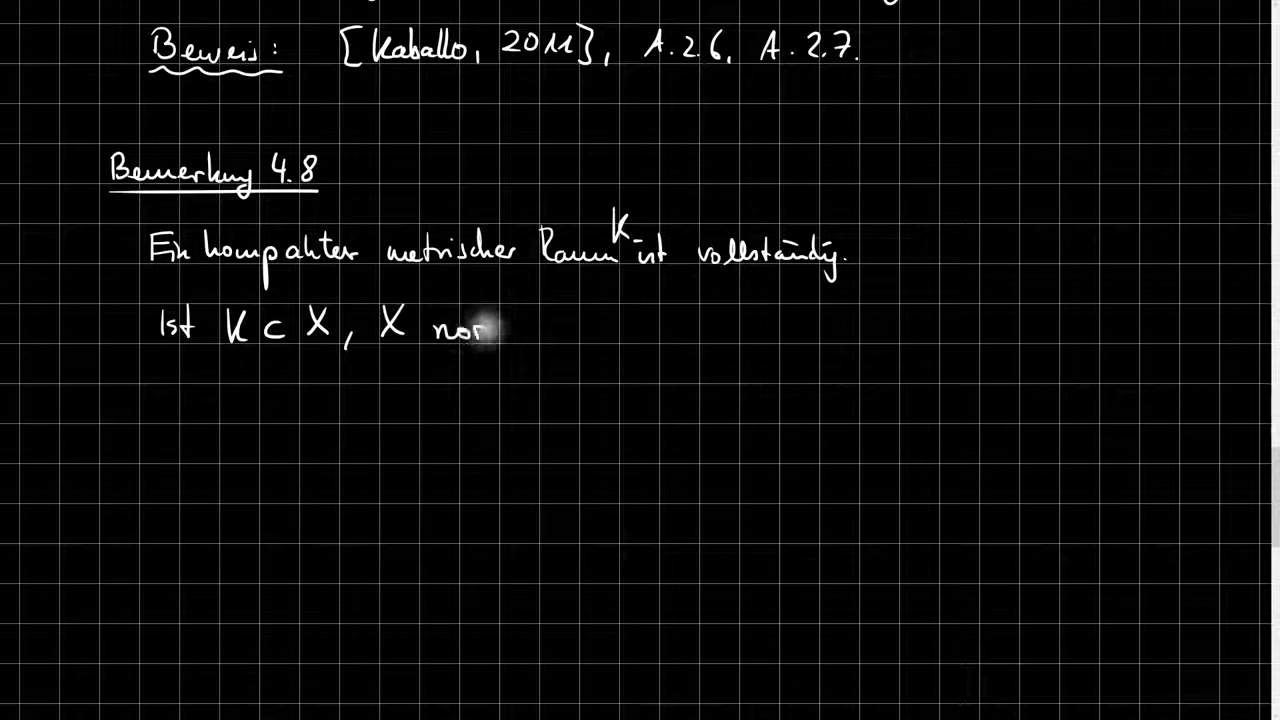 Beweis: [Kaballo, 2011], A.2.6, A.2.7.
Bemerkung 4.8
Ein kompakter metrischer Raum K ist vollständig.
Ist K ⊂ X, X nor